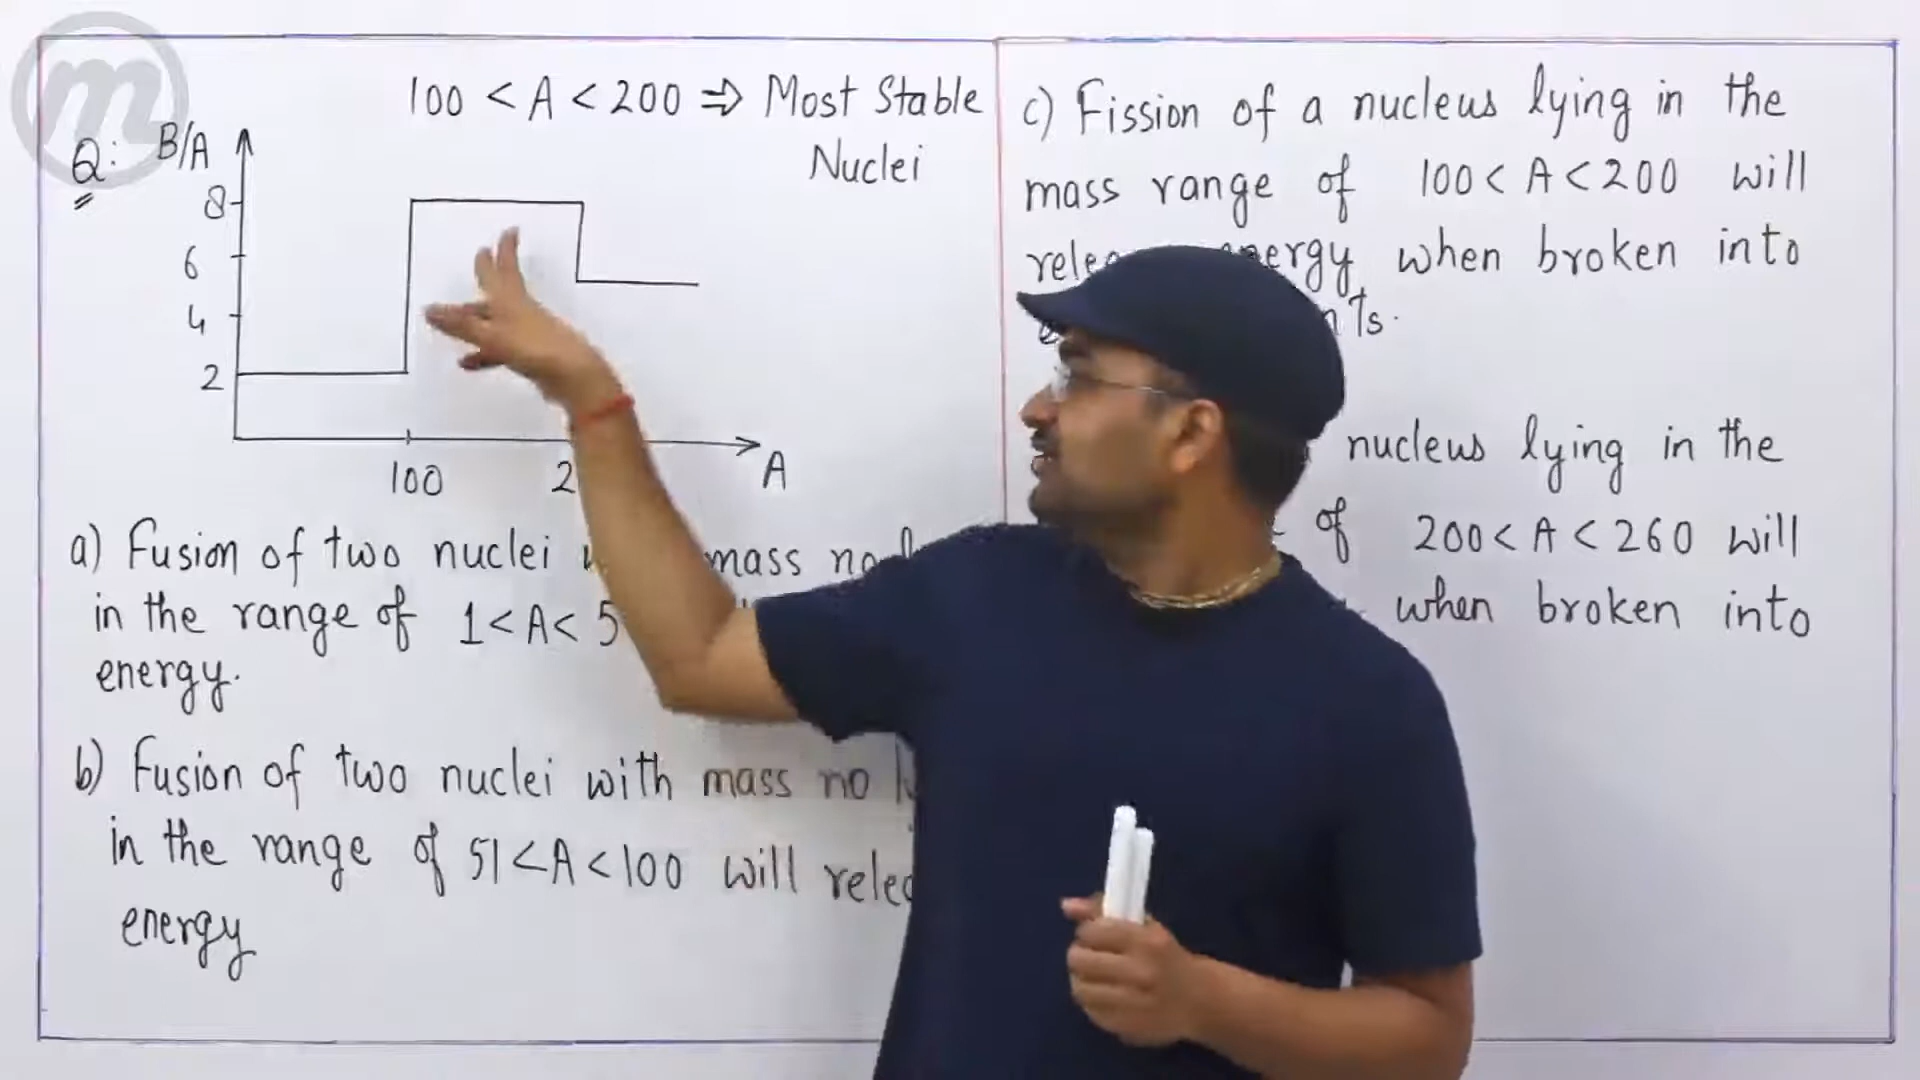 m
100 < A < 200 ⇒ Most Stable
Nuclei
Q:
B/A
8
6
4
2
100
A
a) Fusion of two nuclei mass no
in the range of 1 < A < 5
energy.
b) Fusion of two nuclei with mass no
in the range of 51 < A < 100 will
energy
c) Fission of a nucleus lying in the
mass range of 100 < A < 200 will
when broken into
nucleus lying in the
of 200 < A < 260 will
when broken into